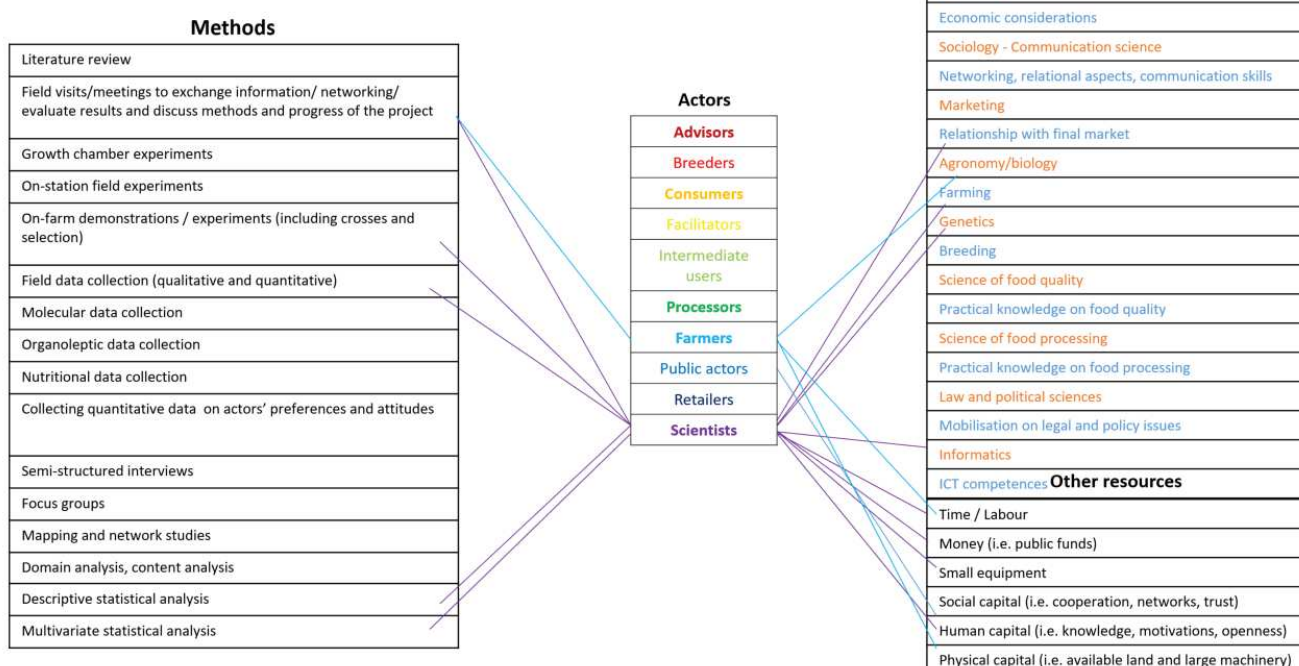 Methods
Literature review
Field visits/meetings to exchange information/ networking/
evaluate results and discuss methods and progress of the project
Growth chamber experiments
On-station field experiments
On-farm demonstrations / experiments (including crosses and
selection)
Field data collection (qualitative and quantitative)
Molecular data collection
Organoleptic data collection
Nutritional data collection
Collecting quantitative data on actors’ preferences and attitudes
Semi-structured interviews
Focus groups
Mapping and network studies
Domain analysis, content analysis
Descriptive statistical analysis
Multivariate statistical analysis
Actors
Advisors
Breeders
Consumers
Facilitators
Intermediate
users
Processors
Farmers
Public actors
Retailers
Scientists
Economic considerations
Sociology - Communication science
Networking, relational aspects, communication skills
Marketing
Relationship with final market
Agronomy/biology
Farming
Genetics
Breeding
Science of food quality
Practical knowledge on food quality
Science of food processing
Practical knowledge on food processing
Law and political sciences
Mobilisation on legal and policy issues
Informatics
ICT competences
Other resources
Time / Labour
Money (i.e. public funds)
Small equipment
Social capital (i.e. cooperation, networks, trust)
Human capital (i.e. knowledge, motivations, openness)
Physical capital (i.e. available land and large machinery)